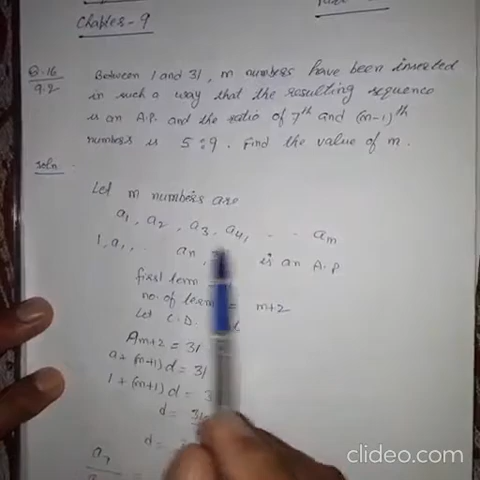 Chapter-9
Q.16
9.2
Between 1 and 31, m numbers have been inserted
in such a way that the resulting sequence
is an A.P. and the ratio of 7th and (m-1)th
numbers is 5:9. Find the value of m.
Soln.
Let m numbers are
a1, a2, a3, a4, - - am
1, a1, . . an, is an A.P
first term
no. of term = m+2
Let C.D.
Am+2 = 31
a + (m+1)d = 31
1 + (m+1)d = 3
d = 31
d =
a7
clideo.com